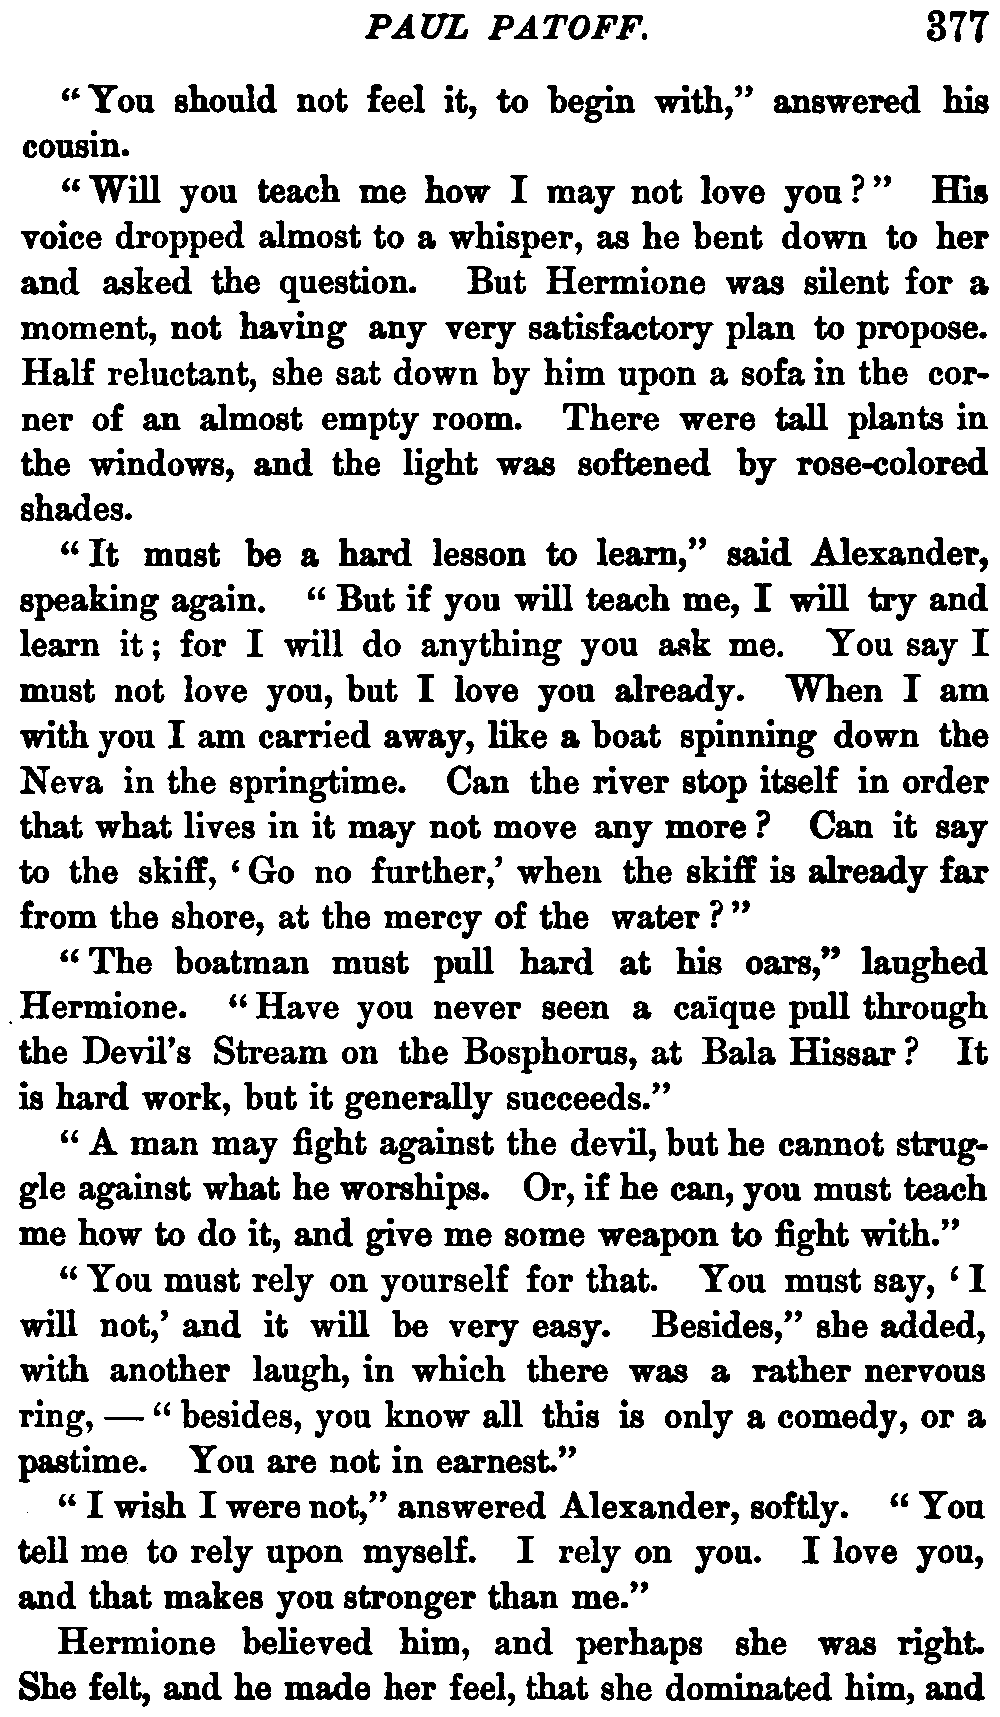 PAUL PATOFF. 377
“You should not feel it, to begin with,” answered his
cousin.
“Will you teach me how I may not love you?” His
voice dropped almost to a whisper, as he bent down to her
and asked the question. But Hermione was silent for a
moment, not having any very satisfactory plan to propose.
Half reluctant, she sat down by him upon a sofa in the cor-
ner of an almost empty room. There were tall plants in
the windows, and the light was softened by rose-colored
shades.
“It must be a hard lesson to learn,” said Alexander,
speaking again. “But if you will teach me, I will try and
learn it; for I will do anything you ask me. You say I
must not love you, but I love you already. When I am
with you I am carried away, like a boat spinning down the
Neva in the springtime. Can the river stop itself in order
that what lives in it may not move any more? Can it say
to the skiff, ‘Go no further,’ when the skiff is already far
from the shore, at the mercy of the water?”
“The boatman must pull hard at his oars,” laughed
Hermione. “Have you never seen a caïque pull through
the Devil’s Stream on the Bosphorus, at Bala Hissar? It
is hard work, but it generally succeeds.”
“A man may fight against the devil, but he cannot strug-
gle against what he worships. Or, if he can, you must teach
me how to do it, and give me some weapon to fight with.”
“You must rely on yourself for that. You must say, ‘I
will not,’ and it will be very easy. Besides,” she added,
with another laugh, in which there was a rather nervous
ring, — “besides, you know all this is only a comedy, or a
pastime. You are not in earnest.”
“I wish I were not,” answered Alexander, softly. “You
tell me to rely upon myself. I rely on you. I love you,
and that makes you stronger than me.”
Hermione believed him, and perhaps she was right.
She felt, and he made her feel, that she dominated him, and